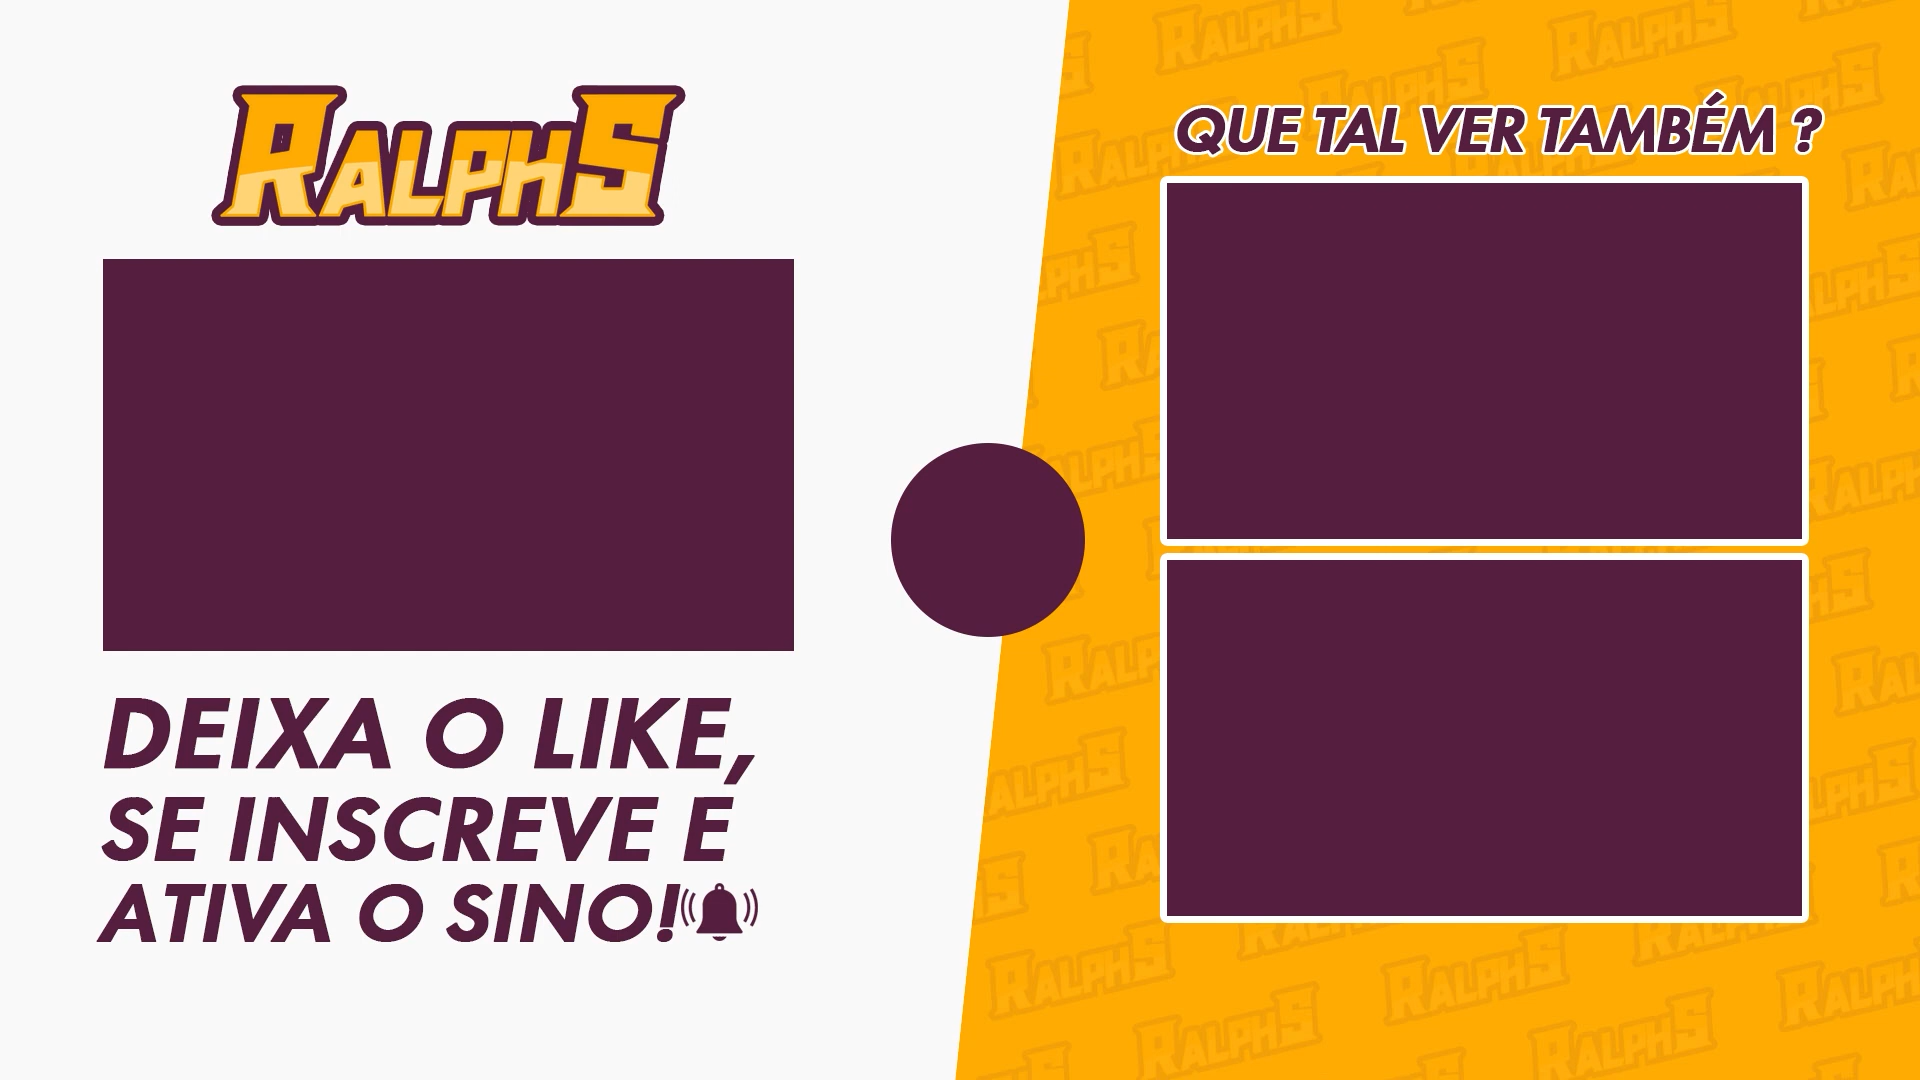 RALPHS
DEIXA O LIKE,
SE INSCREVE E
ATIVA O SINO!
QUE TAL VER TAMBÉM ?